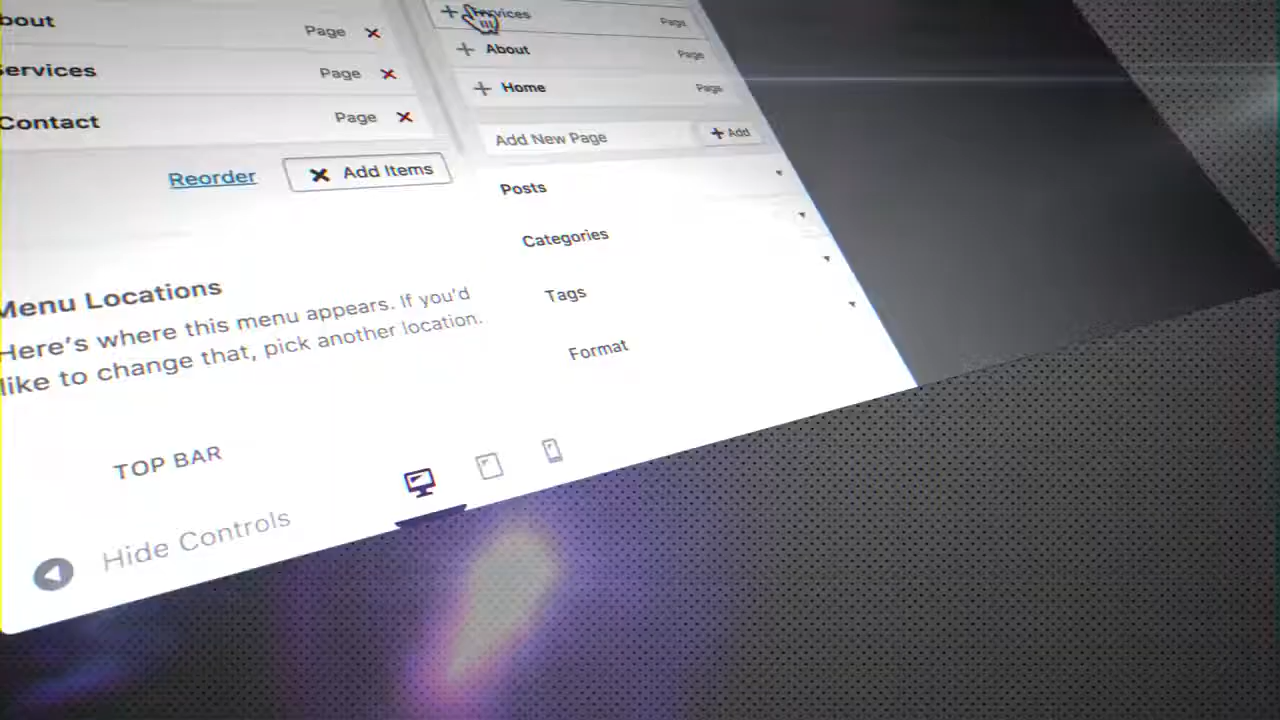 bout
Page
ervices
Page
Contact
Page
Reorder
Add Items
Menu Locations
Here's where this menu appears. If you'd
like to change that, pick another location.
TOP BAR
Hide Controls
Services
Page
About
Page
Home
Page
Add New Page
Add
Posts
Categories
Tags
Format